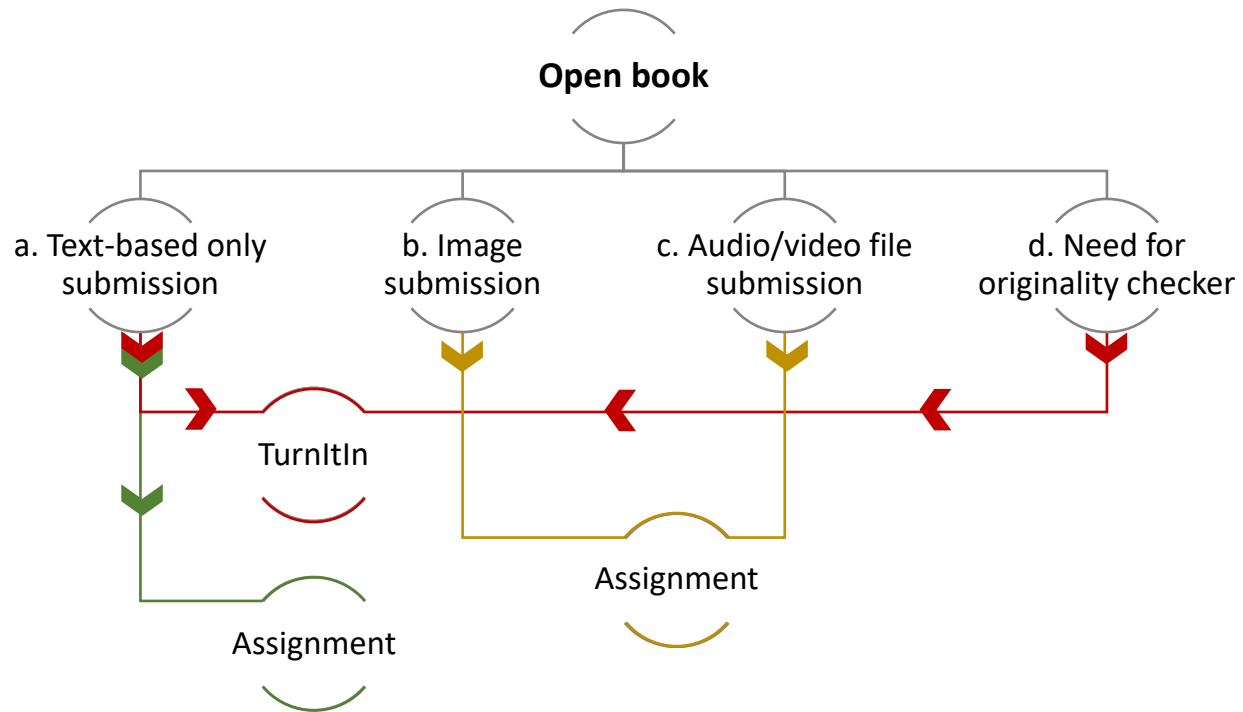 Open book
a. Text-based only
submission
b. Image
submission
c. Audio/video file
submission
d. Need for
originality checker
TurnItIn
Assignment
Assignment